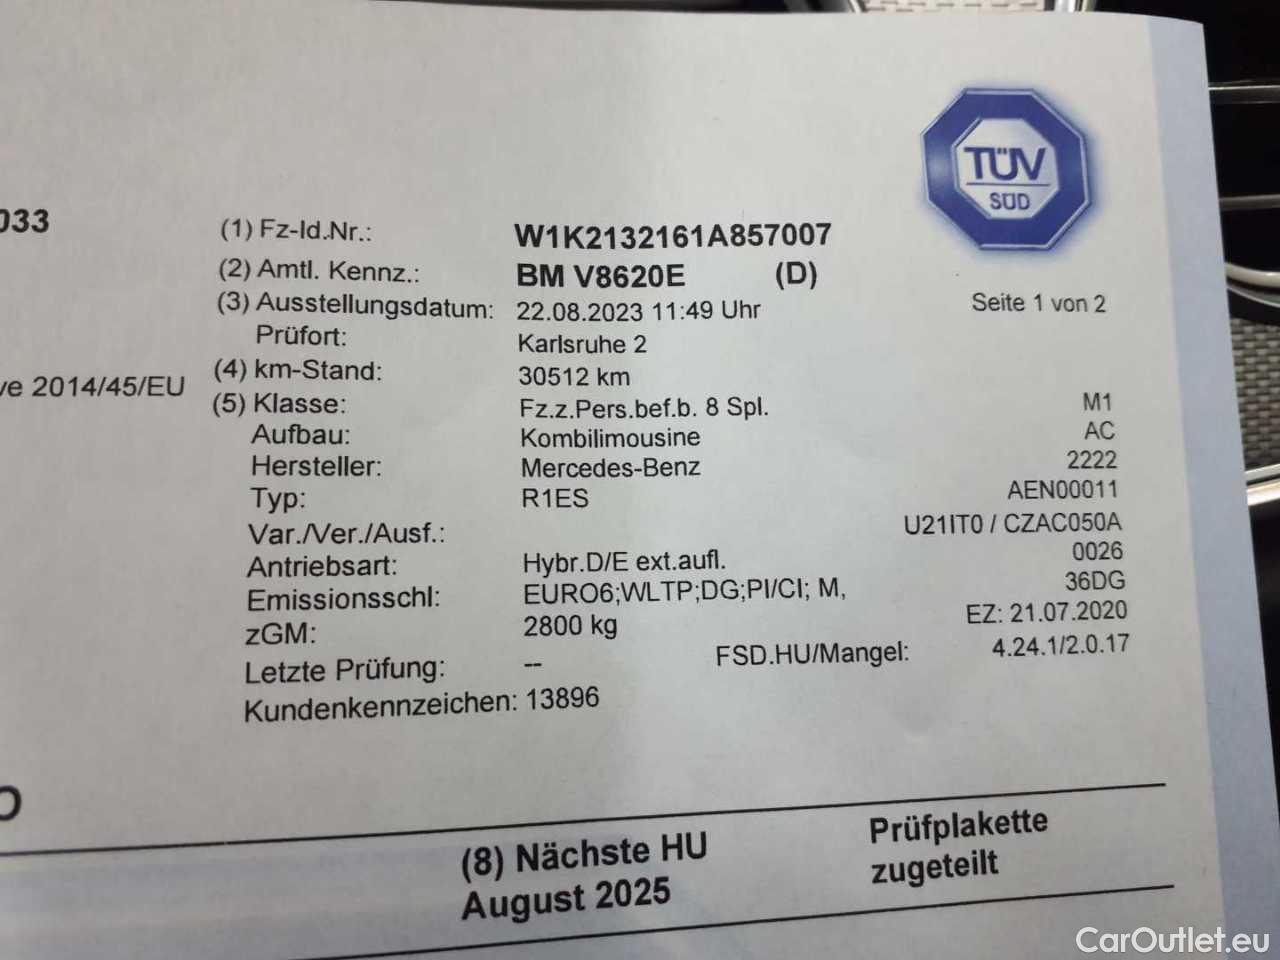 TÜV
SÜD
033
(1) Fz-Id.Nr.: W1K2132161A857007
(2) Amtl. Kennz.: BM V8620E (D)
(3) Ausstellungsdatum: 22.08.2023 11:49 Uhr Seite 1 von 2
Prüfort: Karlsruhe 2
ve 2014/45/EU (4) km-Stand: 30512 km
(5) Klasse: Fz.z.Pers.bef.b. 8 Spl. M1
Aufbau: Kombilimousine AC
Hersteller: Mercedes-Benz 2222
Typ: R1ES AEN00011
Var./Ver./Ausf.: U21IT0 / CZAC050A
Antriebsart: Hybr.D/E ext.aufl. 0026
Emissionsschl: EURO6;WLTP;DG;PI/CI; M, 36DG
zGM: 2800 kg EZ: 21.07.2020
Letzte Prüfung: -- FSD.HU/Mangel: 4.24.1/2.0.17
Kundenkennzeichen: 13896
O
(8) Nächste HU Prüfplakette
August 2025 zugeteilt
CarOutlet.eu